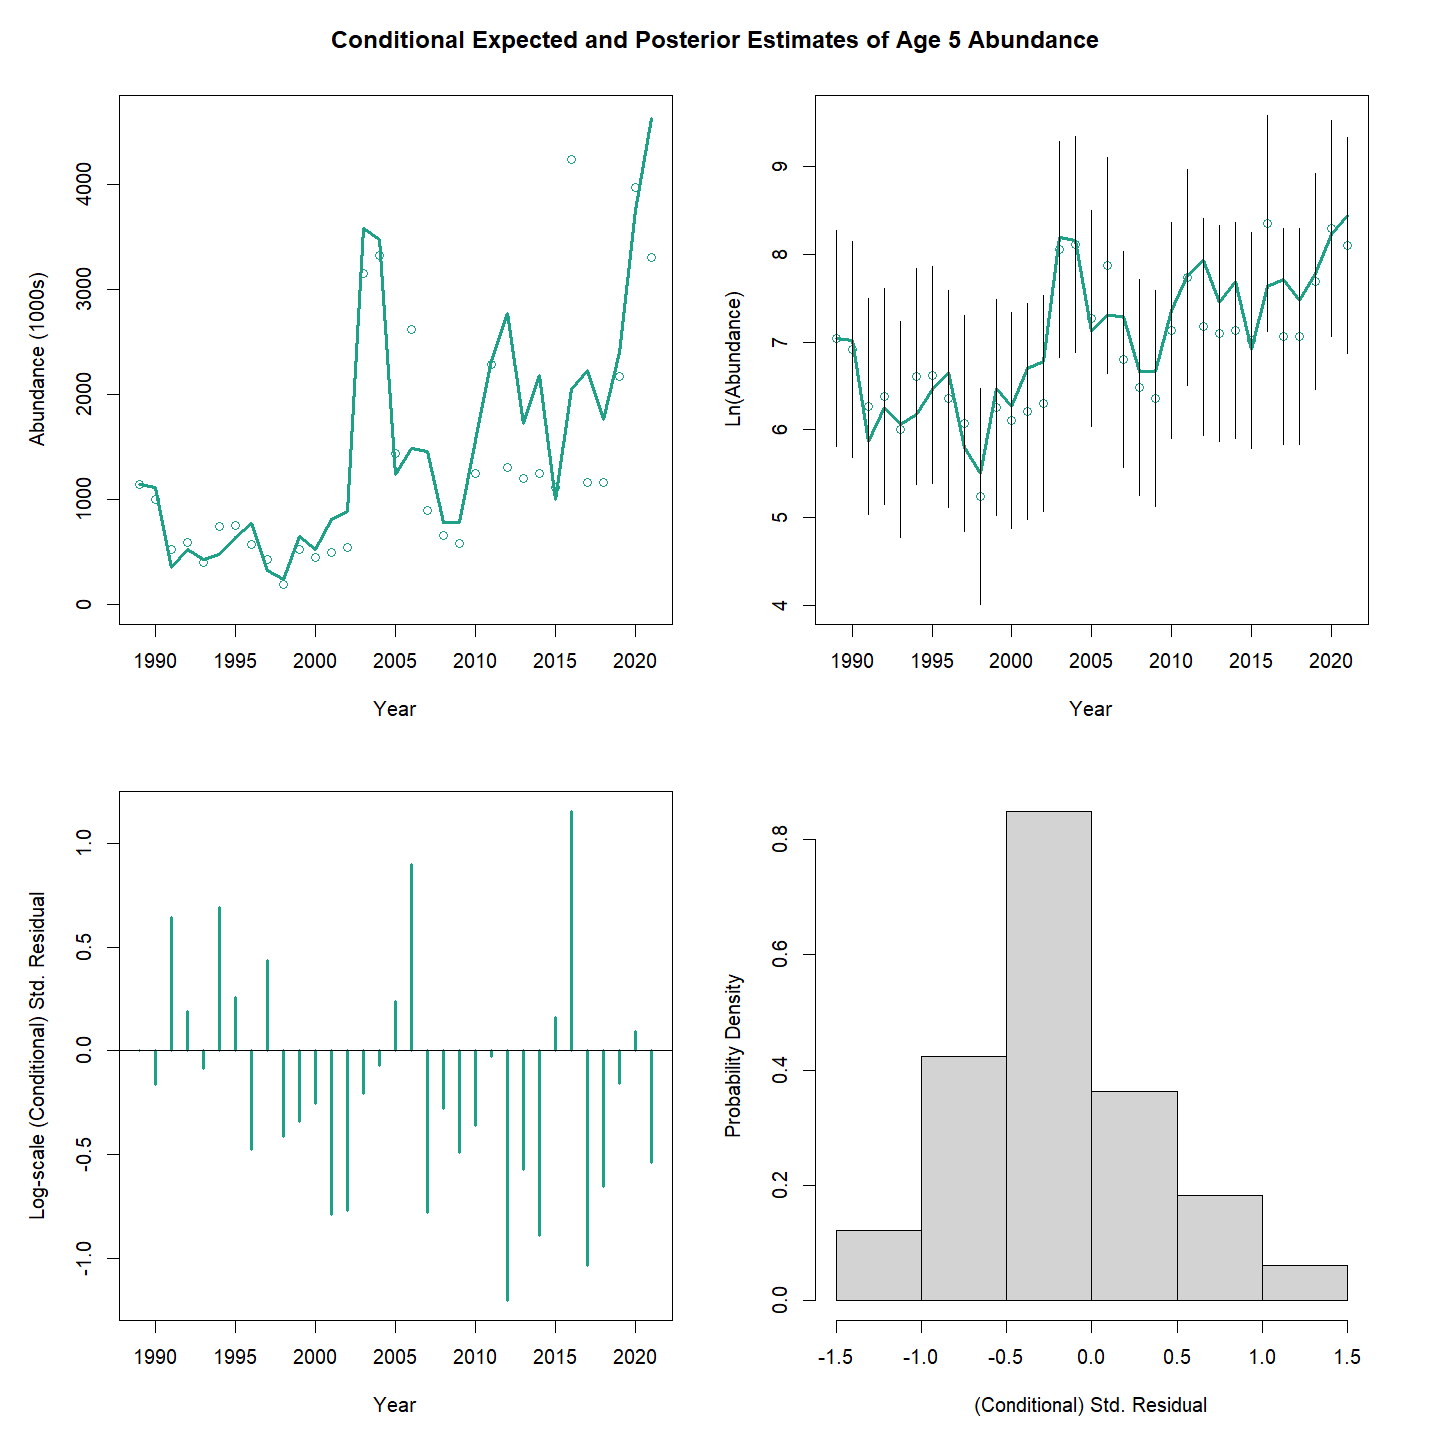 Conditional Expected and Posterior Estimates of Age 5 Abundance
Abundance (1000s)
4000
3000
2000
1000
0
1990 1995 2000 2005 2010 2015 2020
Year
Ln(Abundance)
9
8
7
6
5
4
1990 1995 2000 2005 2010 2015 2020
Year
Log-scale (Conditional) Std. Residual
1.0
0.5
0.0
-0.5
-1.0
1990 1995 2000 2005 2010 2015 2020
Year
Probability Density
0.8
0.6
0.4
0.2
0.0
-1.5 -1.0 -0.5 0.0 0.5 1.0 1.5
(Conditional) Std. Residual